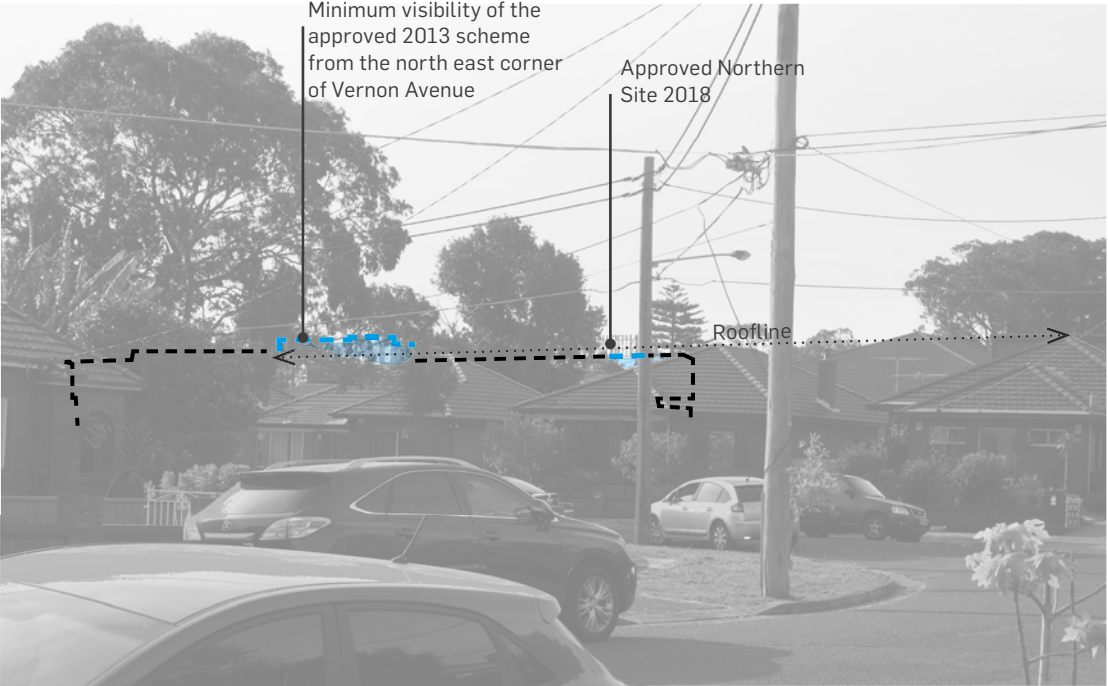 Minimum visibility of the
approved 2013 scheme
from the north east corner
of Vernon Avenue
Approved Northern
Site 2018
Roofline